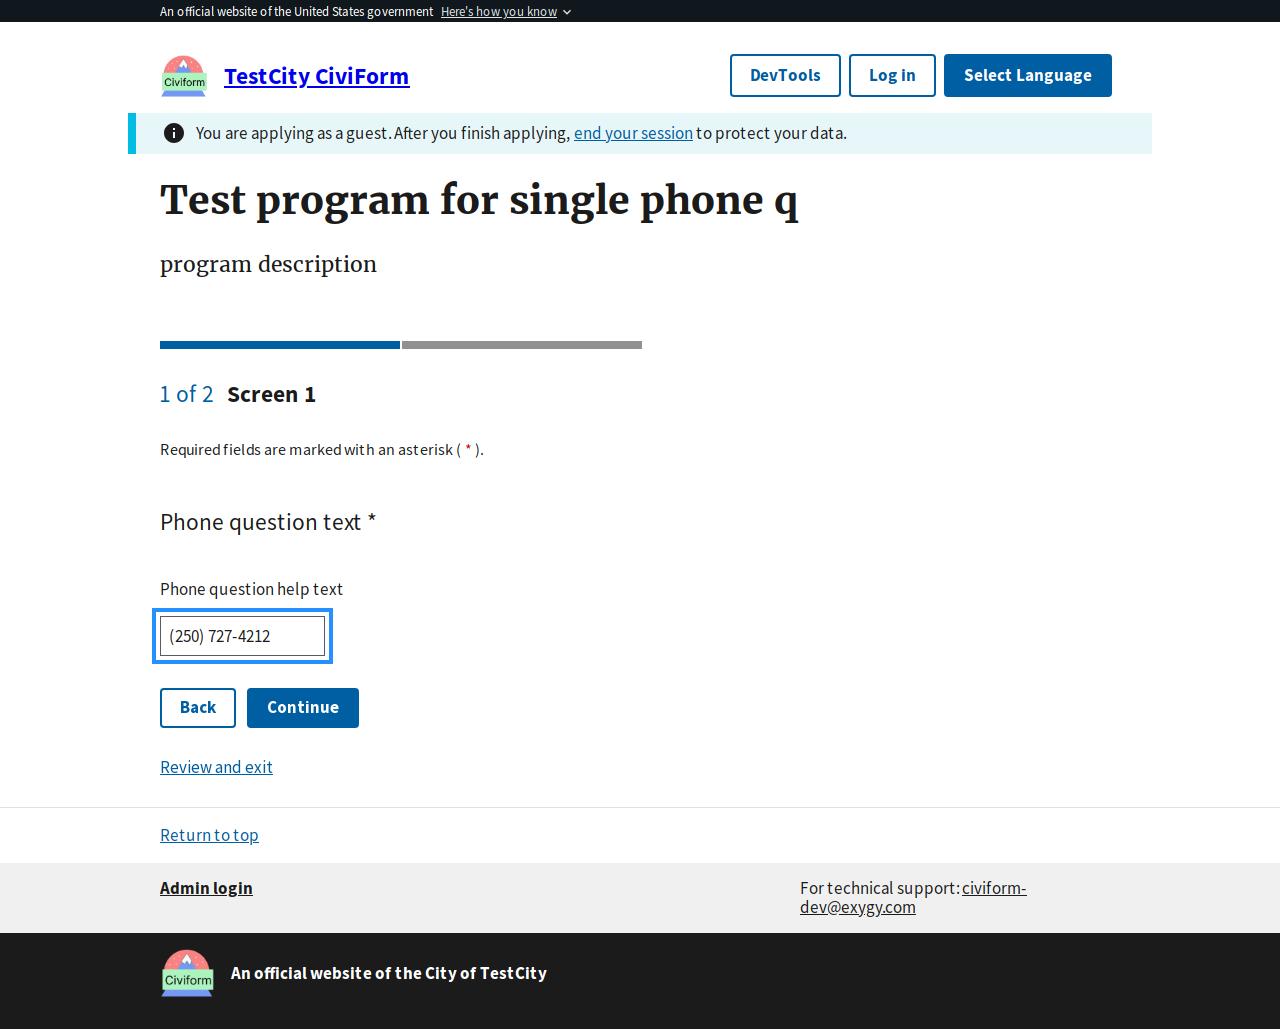 An official website of the United States government Here's how you know
Civiform
TestCity CiviForm
DevTools
Log in
Select Language
You are applying as a guest. After you finish applying, end your session to protect your data.
Test program for single phone q
program description
1 of 2 Screen 1
Required fields are marked with an asterisk ( * ).
Phone question text *
Phone question help text
(250) 727-4212
Back
Continue
Review and exit
Return to top
Admin login
For technical support: civiform-
dev@exygy.com
Civiform
An official website of the City of TestCity